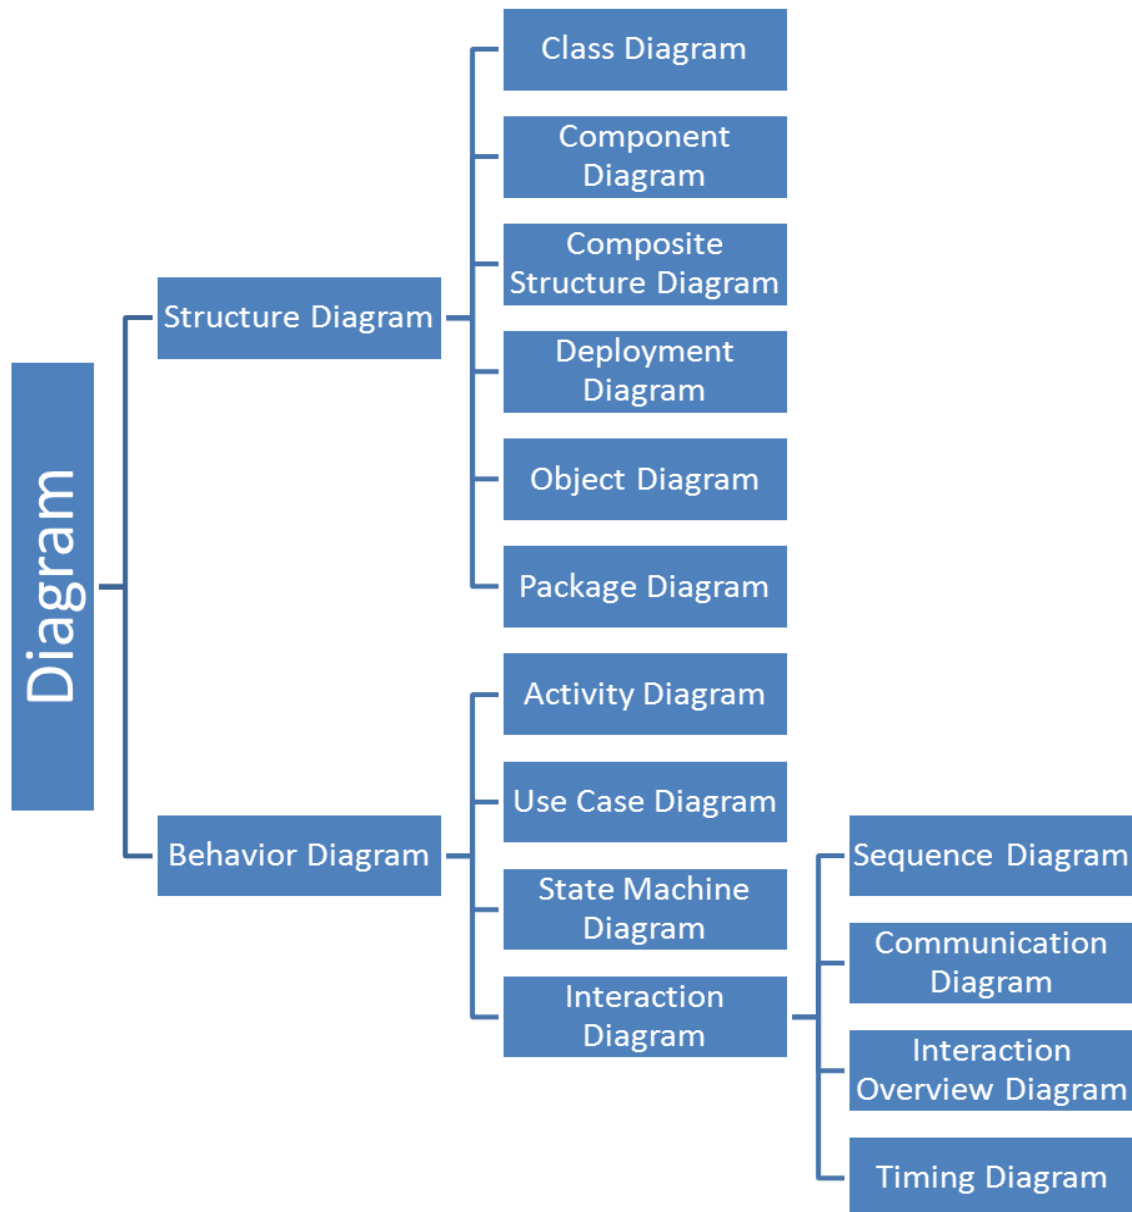 Diagram
Structure Diagram
Class Diagram
Component
Diagram
Composite
Structure Diagram
Deployment
Diagram
Object Diagram
Package Diagram
Behavior Diagram
Activity Diagram
Use Case Diagram
State Machine
Diagram
Interaction
Diagram
Sequence Diagram
Communication
Diagram
Interaction
Overview Diagram
Timing Diagram